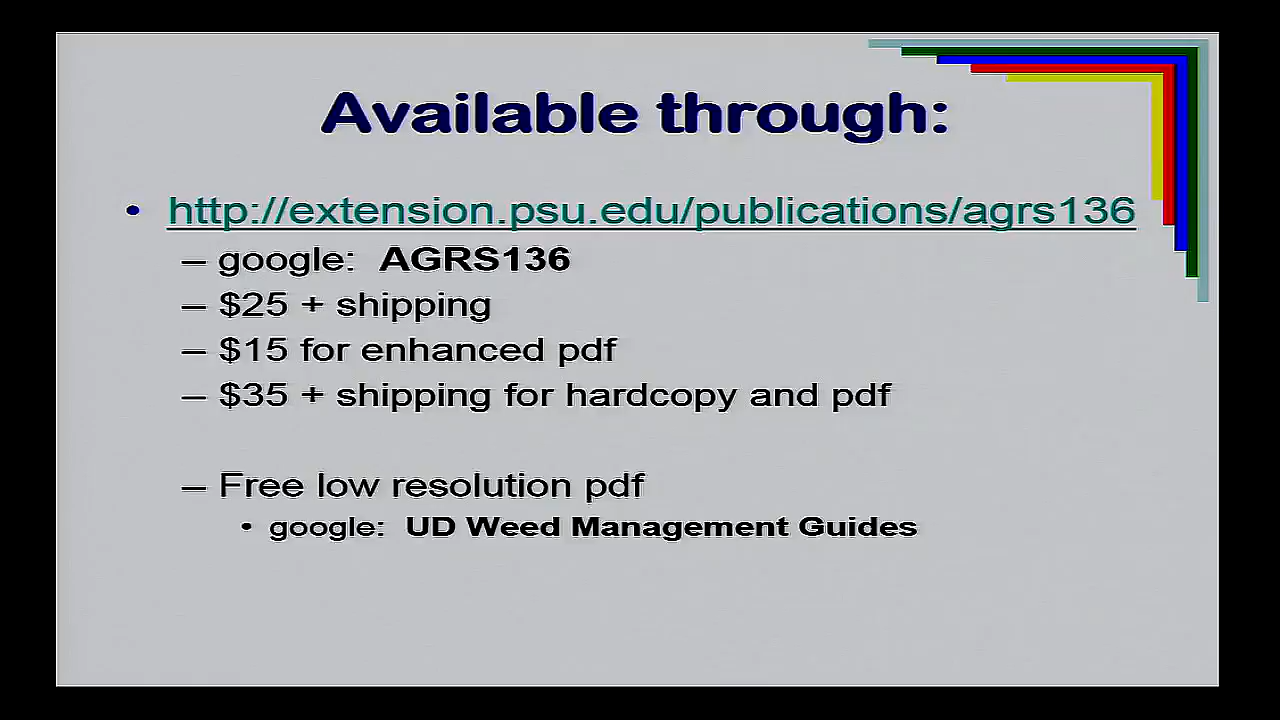 Available through:
• http://extension.psu.edu/publications/agrs136
– google: AGRS136
– $25 + shipping
– $15 for enhanced pdf
– $35 + shipping for hardcopy and pdf
– Free low resolution pdf
• google: UD Weed Management Guides